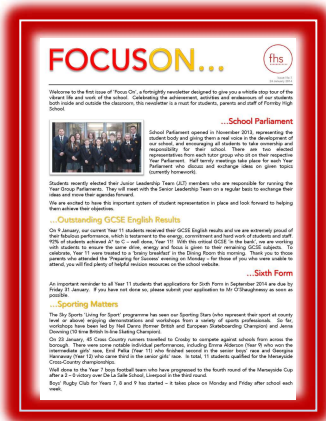 FOCUSON...
fhs
Welcome to the first issue of 'Focus On', a fortnightly newsletter designed to give you a whistle stop tour of the
vibrant life and work of the school. Celebrating the achievement, activities and endeavours of our students
both inside and outside the classroom, this newsletter is a must for students, parents and staff of Formby High
School.
...School Parliament
School Parliament opened in November 2013, representing the
student body and giving them a real voice in the development of
our school, and encouraging all students to take ownership and
responsibility for their school. There are two elected
representatives from each tutor group who sit on their respective
Year Parliament. Half termly meetings take place for each Year
Parliament who discuss and exchange ideas on given topics
(currently homework).
Students recently elected their Junior Leadership Team (JLT) members who are responsible for running the
Year Group Parliaments. They will meet with the Senior Leadership Team on a regular basis to exchange their
ideas and move their agendas forward.
We are excited to have this important system of student representation in place and look forward to helping
them achieve their objectives.
...Outstanding GCSE English Results
On 9 January, our current Year 11 students received their GCSE English results and we are extremely proud of
their fabulous performance, which is testament to the energy, commitment and hard work of students and staff.
92% of students achieved A* to C – well done, Year 11! With this critical GCSE 'in the bank', we are working
with students to ensure the same drive, energy and focus is given to their remaining GCSE subjects. To
celebrate, Year 11 were treated to a 'brainy breakfast' in the Dining Room this morning. Thank you to those
parents who attended the 'Preparing for Success' evening on Monday - for those of you who were unable to
attend, you will find plenty of helpful revision resources on the school website.
...Sixth Form
An important reminder to all Year 11 students that applications for Sixth Form in September 2014 are due by
Friday 31 January. If you have not done so, please submit your application to Mr O'Shaughnessy as soon as
possible.
...Sporting Matters
The Sky Sports 'Living for Sport' programme has seen our Sporting Stars (who represent their sport at county
level or above) enjoying demonstrations and workshops from a variety of sports professionals. So far,
workshops have been led by Neil Danns (former British and European Skateboarding Champion) and Jenna
Downing (10 time British In-line Skating Champion).
On 23 January, 45 Cross Country runners travelled to Crosby to compete against schools from across the
borough. There were some notable individual performances, including Emma Alderson (Year 9) who won the
intermediate girls' race, Enil Palka (Year 11) who finished second in the senior boys' race and Georgina
Hannaway (Year 12) who came third in the senior girls' race. In total, 11 students qualified for the Merseyside
Cross-Country championships.
Well done to the Year 7 boys football team who have progressed to the fourth round of the Merseyside Cup
after a 2 – 0 victory over De La Salle School, Liverpool in the third round.
Boys' Rugby Club for Years 7, 8 and 9 has started – it takes place on Monday and Friday after school each
week.